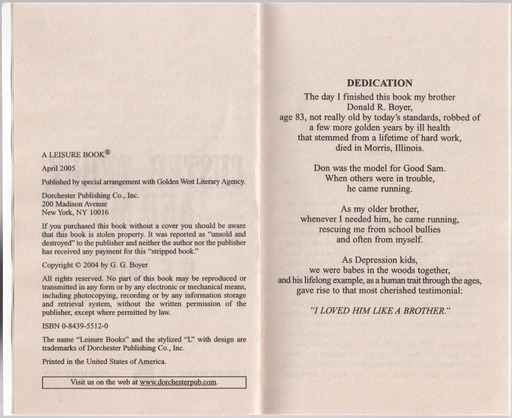 A LEISURE BOOK®
April 2005
Published by special arrangement with Golden West Literary Agency.
Dorchester Publishing Co., Inc.
200 Madison Avenue
New York, NY 10016
If you purchased this book without a cover you should be aware
that this book is stolen property. It was reported as “unsold and
destroyed” to the publisher and neither the author nor the publisher
has received any payment for this “stripped book.”
Copyright © 2004 by G. G. Boyer
All rights reserved. No part of this book may be reproduced or
transmitted in any form or by any electronic or mechanical means,
including photocopying, recording or by any information storage
and retrieval system, without the written permission of the
publisher, except where permitted by law.
ISBN 0-8439-5512-0
The name “Leisure Books” and the stylized “L” with design are
trademarks of Dorchester Publishing Co., Inc.
Printed in the United States of America.
Visit us on the web at www.dorchesterpub.com.
DEDICATION
The day I finished this book my brother
Donald R. Boyer,
age 83, not really old by today’s standards, robbed of
a few more golden years by ill health
that stemmed from a lifetime of hard work,
died in Morris, Illinois.
Don was the model for Good Sam.
When others were in trouble,
he came running.
As my older brother,
whenever I needed him, he came running,
rescuing me from school bullies
and often from myself.
As Depression kids,
we were babes in the woods together,
and his lifelong example, as a human trait through the ages,
gave rise to that most cherished testimonial:
“I LOVED HIM LIKE A BROTHER.”